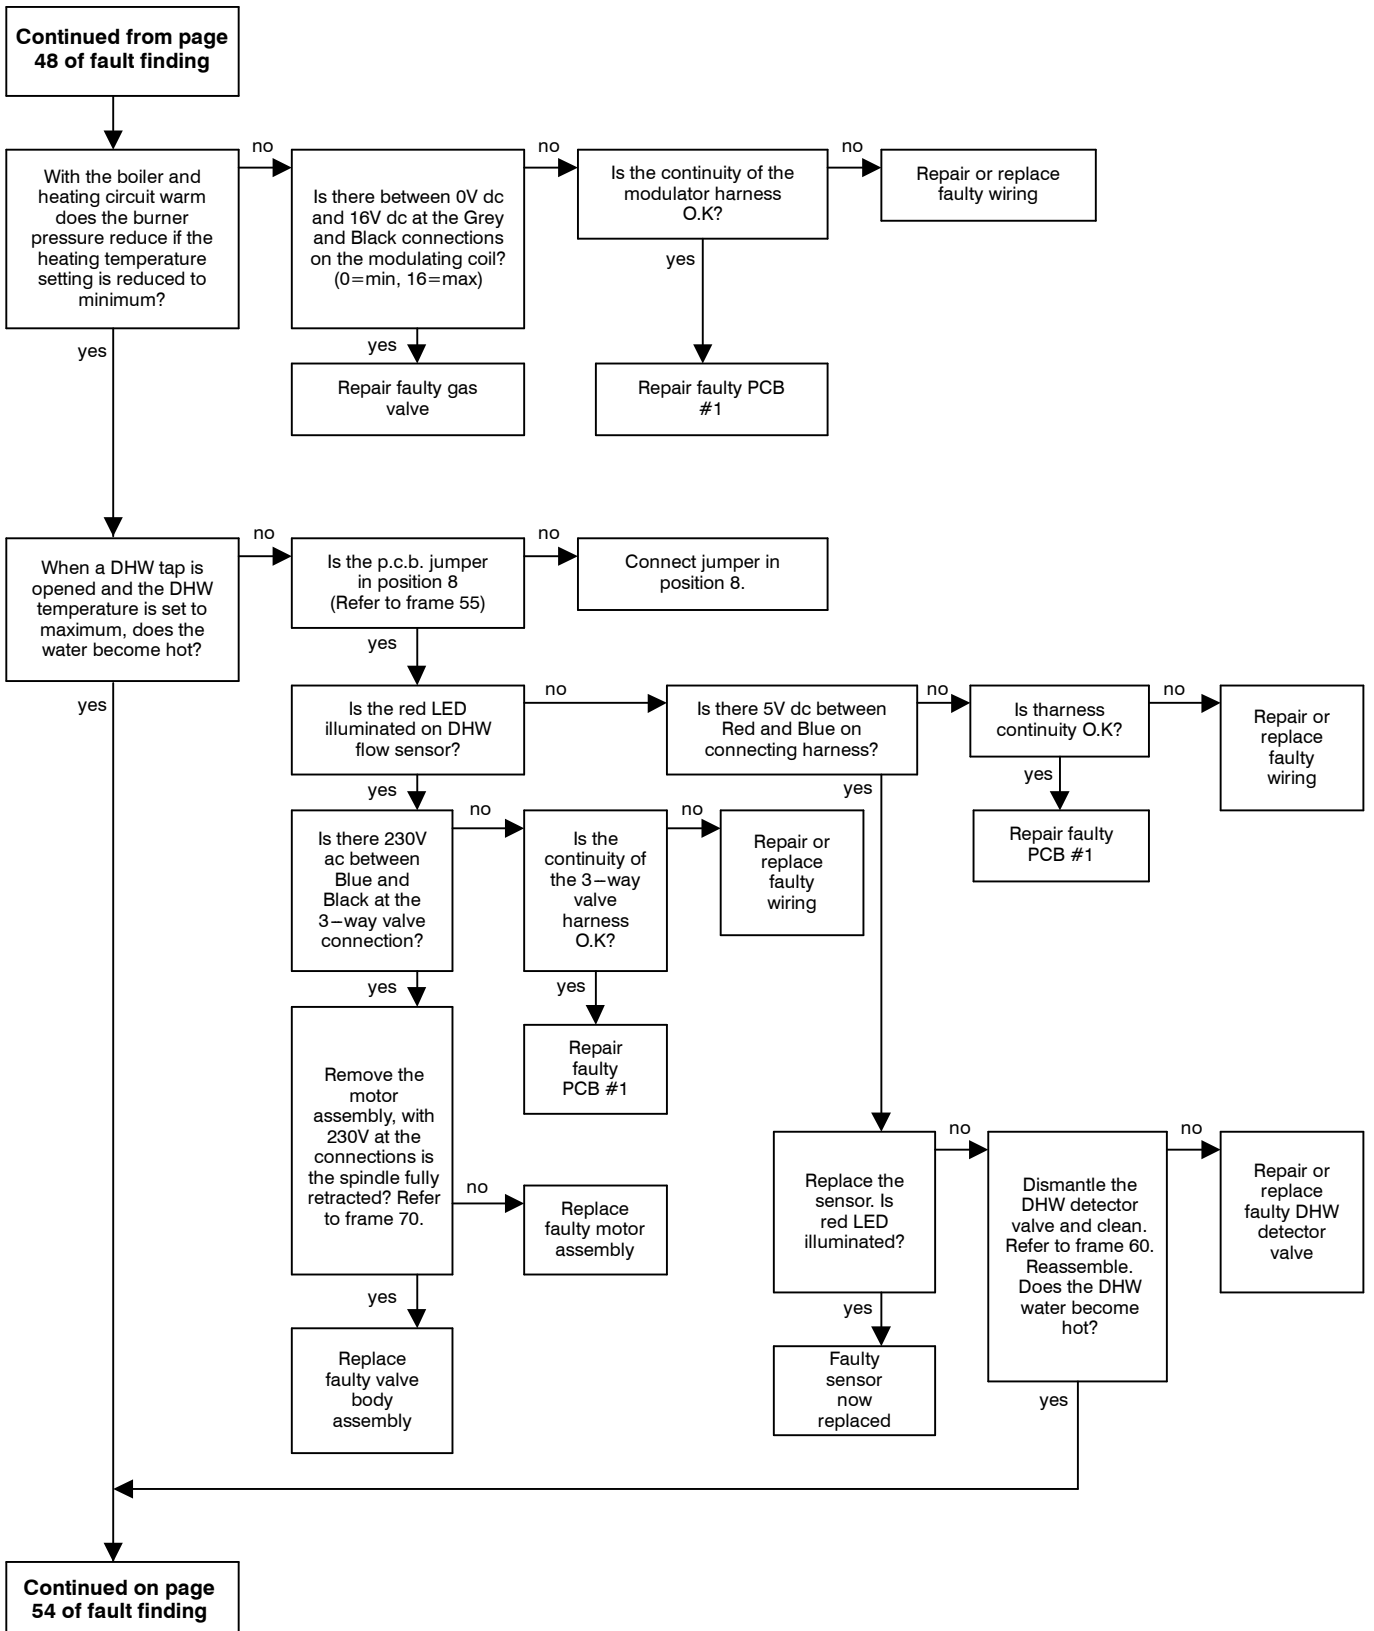 Continued from page
48 of fault finding
With the boiler and
heating circuit warm
does the burner
pressure reduce if the
heating temperature
setting is reduced to
minimum?
no
Is there between 0V dc
and 16V dc at the Grey
and Black connections
on the modulating coil?
(0=min, 16=max)
no
Is the continuity of the
modulator harness
O.K?
no
Repair or replace
faulty wiring
yes
yes
yes
Repair faulty gas
valve
Repair faulty PCB
#1
When a DHW tap is
opened and the DHW
temperature is set to
maximum, does the
water become hot?
no
Is the p.c.b. jumper
in position 8
(Refer to frame 55)
no
Connect jumper in
position 8.
yes
yes
Is the red LED
illuminated on DHW
flow sensor?
no
Is there 5V dc between
Red and Blue on
connecting harness?
no
Is tharness
continuity O.K?
no
Repair or
replace
faulty
wiring
yes
yes
yes
Repair faulty
PCB #1
Is there 230V
ac between
Blue and
Black at the
3–way valve
connection?
no
Is the
continuity of
the 3–way
valve
harness
O.K?
no
Repair or
replace
faulty
wiring
yes
yes
Repair
faulty
PCB #1
Remove the
motor
assembly, with
230V at the
connections is
the spindle fully
retracted? Refer
to frame 70.
no
Replace
faulty motor
assembly
yes
Replace
faulty valve
body
assembly
Replace the
sensor. Is
red LED
illuminated?
no
Dismantle the
DHW detector
valve and clean.
Refer to frame 60.
Reassemble.
Does the DHW
water become
hot?
no
Repair or
replace
faulty DHW
detector
valve
yes
Faulty
sensor
now
replaced
yes
Continued on page
54 of fault finding